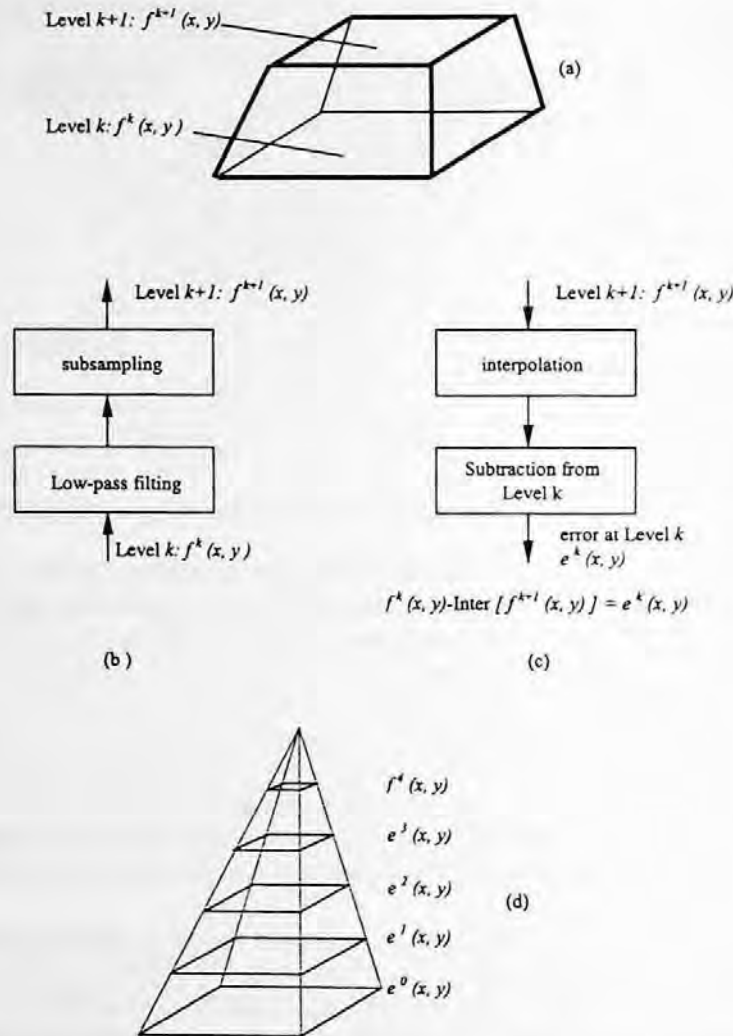 Level k+1: f^{k+1}(x, y)
(a)
Level k: f^k(x, y)
Level k+1: f^{k+1}(x, y)
subsampling
Low-pass filting
Level k: f^k(x, y)
(b)
Level k+1: f^{k+1}(x, y)
interpolation
Subtraction from
Level k
error at Level k
e^k(x, y)
f^k(x, y)-Inter [f^{k+1}(x, y)] = e^k(x, y)
(c)
f^4(x, y)
e^3(x, y)
e^2(x, y)
(d)
e^1(x, y)
e^0(x, y)